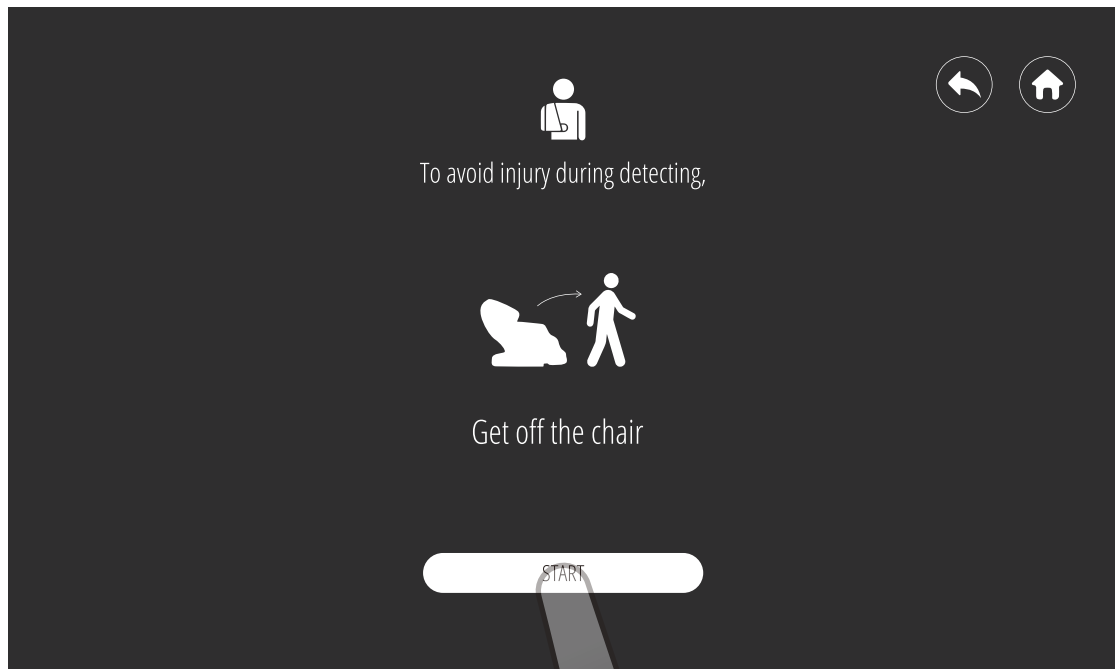 To avoid injury during detecting,
Get off the chair
START